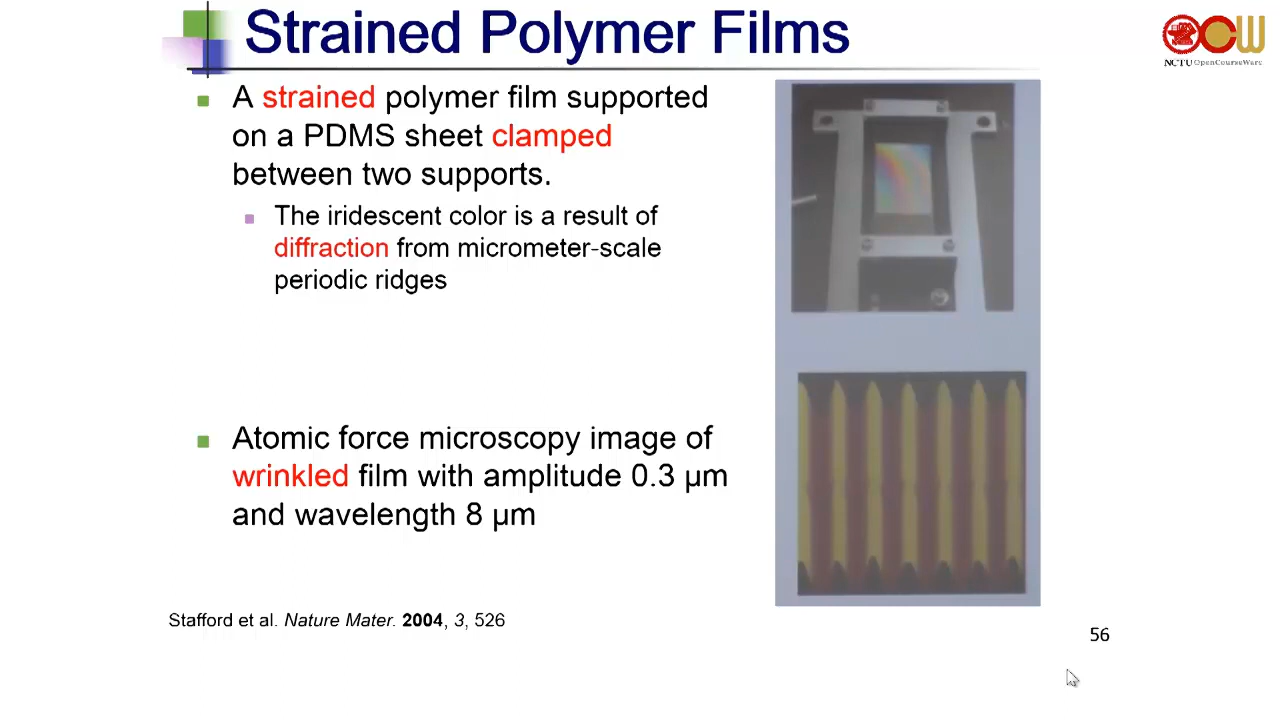 Strained Polymer Films
NCTU OpenCourseWare
A strained polymer film supported
on a PDMS sheet clamped
between two supports.
The iridescent color is a result of
diffraction from micrometer-scale
periodic ridges
Atomic force microscopy image of
wrinkled film with amplitude 0.3 µm
and wavelength 8 µm
Stafford et al. Nature Mater. 2004, 3, 526
56